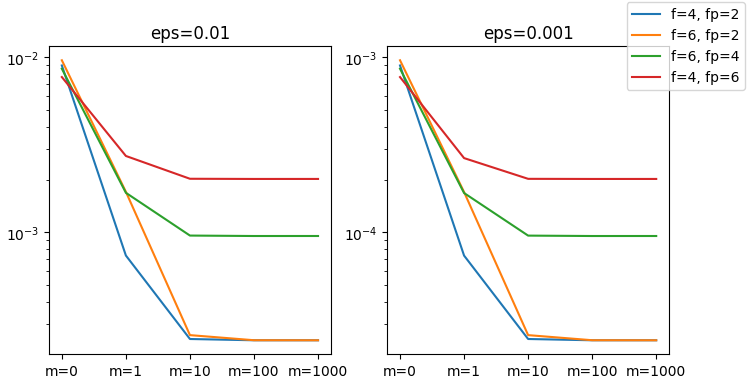 eps=0.01
10⁻²
10⁻³
m=0 m=1 m=10 m=100 m=1000
eps=0.001
10⁻³
10⁻⁴
m=0 m=1 m=10 m=100 m=1000
f=4, fp=2
f=6, fp=2
f=6, fp=4
f=4, fp=6